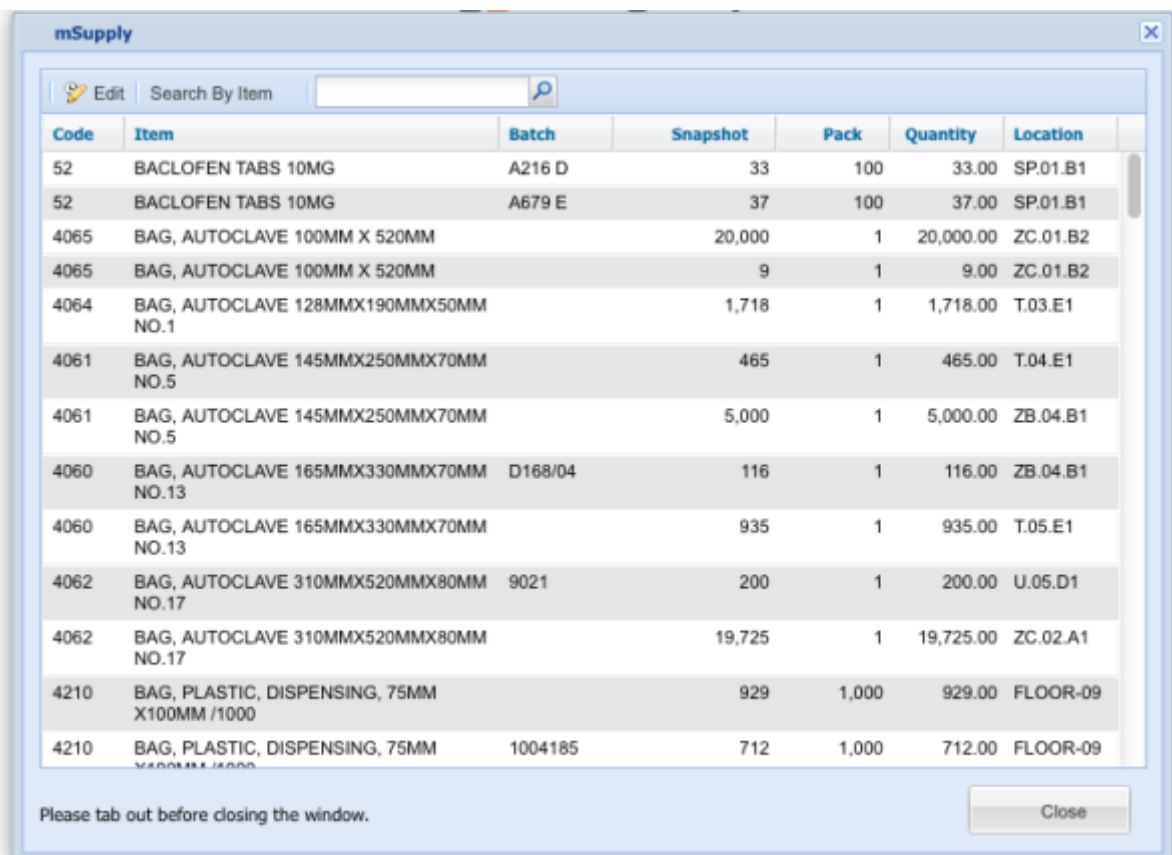 mSupply
Edit Search By Item
Code Item Batch Snapshot Pack Quantity Location
52 BACLOFEN TABS 10MG A216 D 33 100 33.00 SP.01.B1
52 BACLOFEN TABS 10MG A679 E 37 100 37.00 SP.01.B1
4065 BAG, AUTOCLAVE 100MM X 520MM 20,000 1 20,000.00 ZC.01.B2
4065 BAG, AUTOCLAVE 100MM X 520MM 9 1 9.00 ZC.01.B2
4064 BAG, AUTOCLAVE 128MMX190MMX50MM 1,718 1 1,718.00 T.03.E1
NO.1
4061 BAG, AUTOCLAVE 145MMX250MMX70MM 465 1 465.00 T.04.E1
NO.5
4061 BAG, AUTOCLAVE 145MMX250MMX70MM 5,000 1 5,000.00 ZB.04.B1
NO.5
4060 BAG, AUTOCLAVE 165MMX330MMX70MM D168/04 116 1 116.00 ZB.04.B1
NO.13
4060 BAG, AUTOCLAVE 165MMX330MMX70MM 935 1 935.00 T.05.E1
NO.13
4062 BAG, AUTOCLAVE 310MMX520MMX80MM 9021 200 1 200.00 U.05.D1
NO.17
4062 BAG, AUTOCLAVE 310MMX520MMX80MM 19,725 1 19,725.00 ZC.02.A1
NO.17
4210 BAG, PLASTIC, DISPENSING, 75MM 929 1,000 929.00 FLOOR-09
X100MM /1000
4210 BAG, PLASTIC, DISPENSING, 75MM 1004185 712 1,000 712.00 FLOOR-09
Please tab out before closing the window.
Close